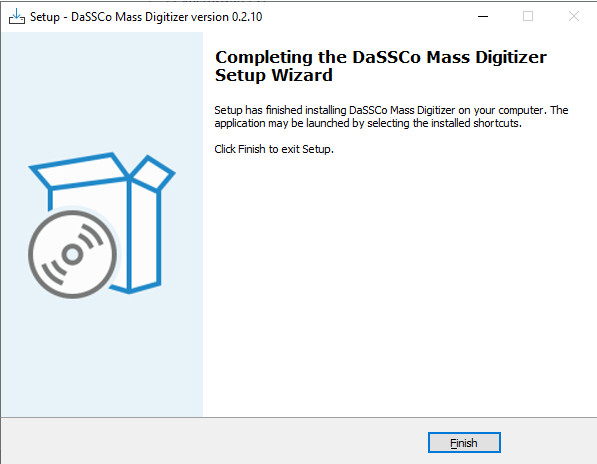 Setup - DaSSCo Mass Digitizer version 0.2.10
Completing the DaSSCo Mass Digitizer
Setup Wizard
Setup has finished installing DaSSCo Mass Digitizer on your computer. The
application may be launched by selecting the installed shortcuts.
Click Finish to exit Setup.
Finish